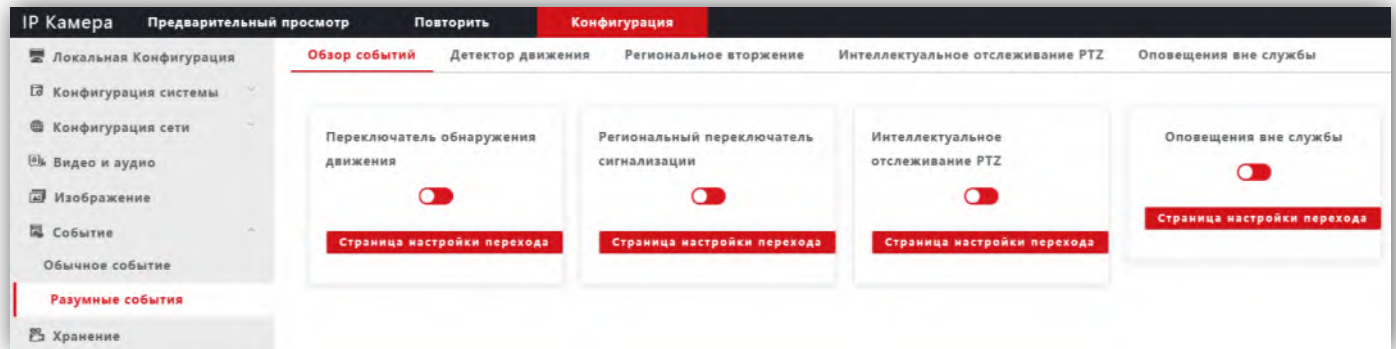 IP Камера Предварительный просмотр Повторить Конфигурация
Локальная Конфигурация
Конфигурация системы
Конфигурация сети
Видео и аудио
Изображение
Событие
Обычное событие
Разумные события
Хранение
Обзор событий Детектор движения Региональное вторжение Интеллектуальное отслеживание PTZ Оповещения вне службы
Переключатель обнаружения
движения
Страница настройки перехода
Региональный переключатель
сигнализации
Страница настройки перехода
Интеллектуальное
отслеживание PTZ
Страница настройки перехода
Оповещения вне службы
Страница настройки перехода